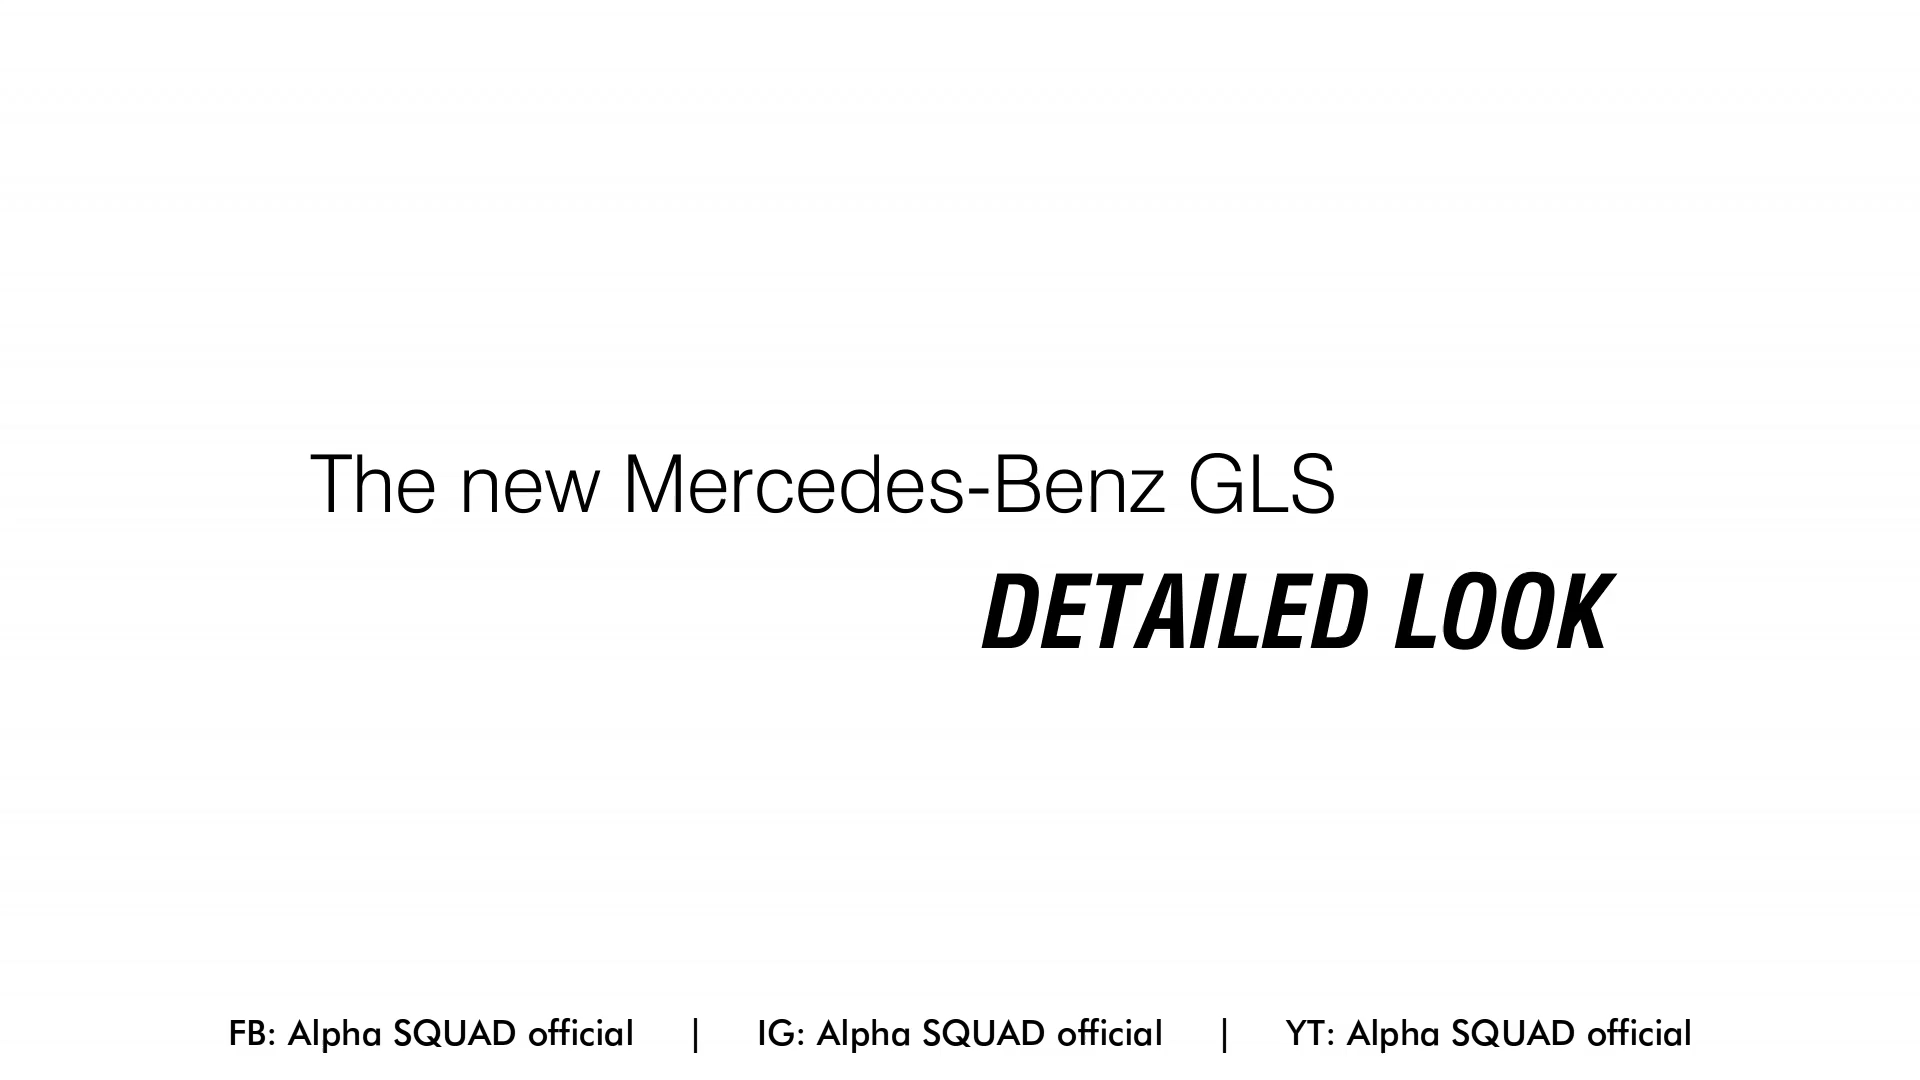 The new Mercedes-Benz GLS
DETAILED LOOK
FB: Alpha SQUAD official | IG: Alpha SQUAD official | YT: Alpha SQUAD official